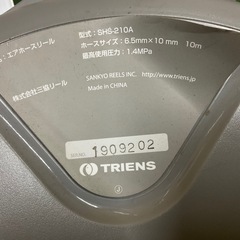 エアホースリール
型式：SHS-210A
ホースサイズ：6.5mm×10mm 10m
最高使用圧力：1.4MPa
株式会社三協リール
SANKYO REELS INC.
http://www.triens.jp
Made in CHINA
1909202
TRIENS
J